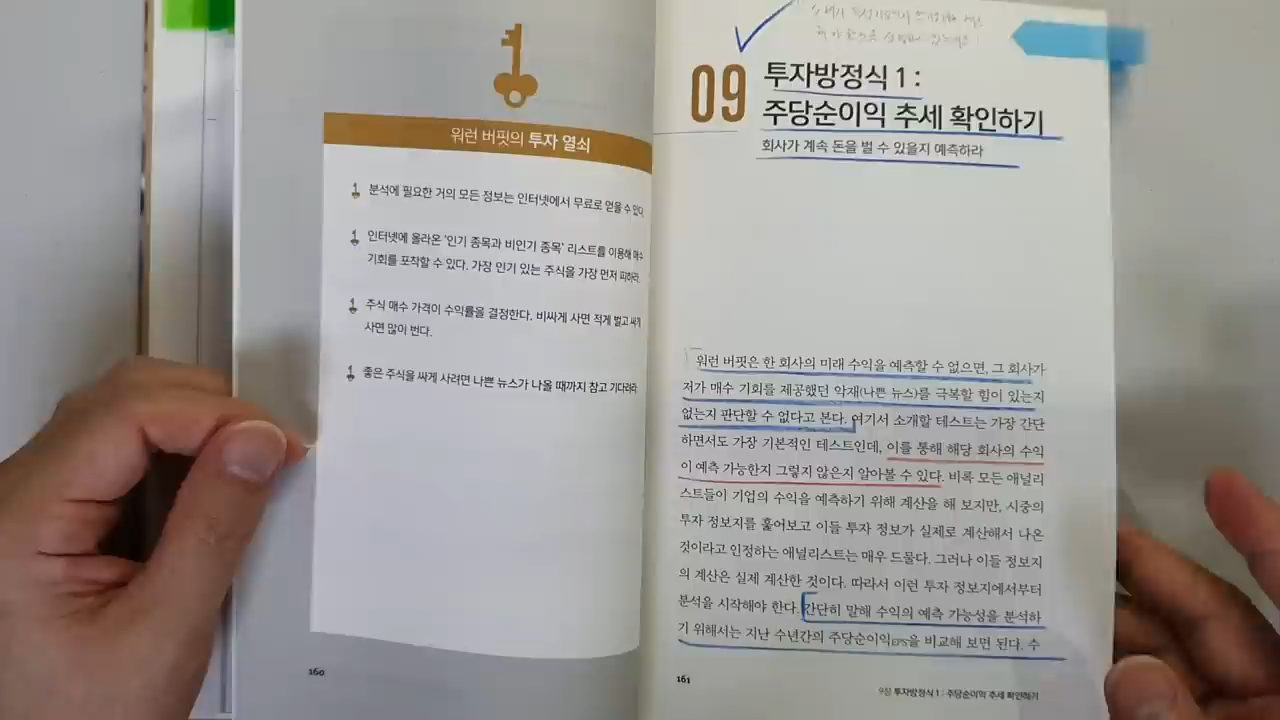 워런 버핏의 투자 열쇠
분석에 필요한 거의 모든 정보는 인터넷에서 무료로 얻을 수 있다.
인터넷에 올라온 '인기 종목과 비인기 종목' 리스트를 이용해 매수
기회를 포착할 수 있다. 가장 인기 있는 주식을 가장 먼저 피하라.
주식 매수 가격이 수익률을 결정한다. 비싸게 사면 적게 벌고 싸게
사면 많이 번다.
좋은 주식을 싸게 사려면 나쁜 뉴스가 나올 때까지 참고 기다려라
160
09 투자방정식 1:
주당순이익 추세 확인하기
회사가 계속 돈을 벌 수 있을지 예측하라
워런 버핏은 한 회사의 미래 수익을 예측할 수 없으면, 그 회사가
저가 매수 기회를 제공했던 악재(나쁜 뉴스)를 극복할 힘이 있는지
없는지 판단할 수 없다고 본다. 여기서 소개할 테스트는 가장 간단
하면서도 가장 기본적인 테스트인데, 이를 통해 해당 회사의 수익
이 예측 가능한지 그렇지 않은지 알아볼 수 있다. 비록 모든 애널리
스트들이 기업의 수익을 예측하기 위해 계산을 해 보지만, 시중의
투자 정보지를 훑어보고 이들 투자 정보가 실제로 계산해서 나온
것이라고 인정하는 애널리스트는 매우 드물다. 그러나 이들 정보지
의 계산은 실제 계산한 것이다. 따라서 이런 투자 정보지에서부터
분석을 시작해야 한다. 간단히 말해 수익의 예측 가능성을 분석하
기 위해서는 지난 수년간의 주당순이익EPS을 비교해 보면 된다. 수
161
9장 투자방정식 1 : 주당순이익 추세 확인하기